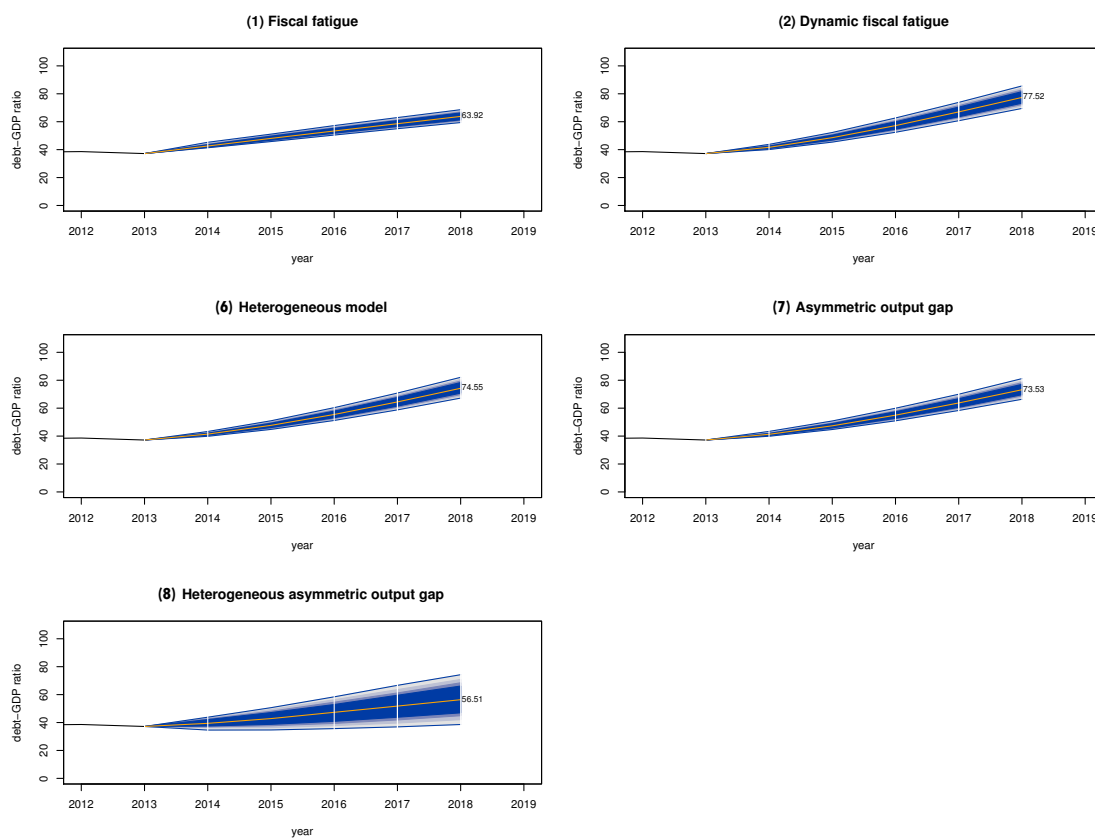 (1) Fiscal fatigue
debt−GDP ratio
0 20 40 60 80 100
63.92
2012 2013 2014 2015 2016 2017 2018 2019
year
(2) Dynamic fiscal fatigue
debt−GDP ratio
0 20 40 60 80 100
77.52
2012 2013 2014 2015 2016 2017 2018 2019
year
(6) Heterogeneous model
debt−GDP ratio
0 20 40 60 80 100
74.55
2012 2013 2014 2015 2016 2017 2018 2019
year
(7) Asymmetric output gap
debt−GDP ratio
0 20 40 60 80 100
73.53
2012 2013 2014 2015 2016 2017 2018 2019
year
(8) Heterogeneous asymmetric output gap
debt−GDP ratio
0 20 40 60 80 100
56.51
2012 2013 2014 2015 2016 2017 2018 2019
year